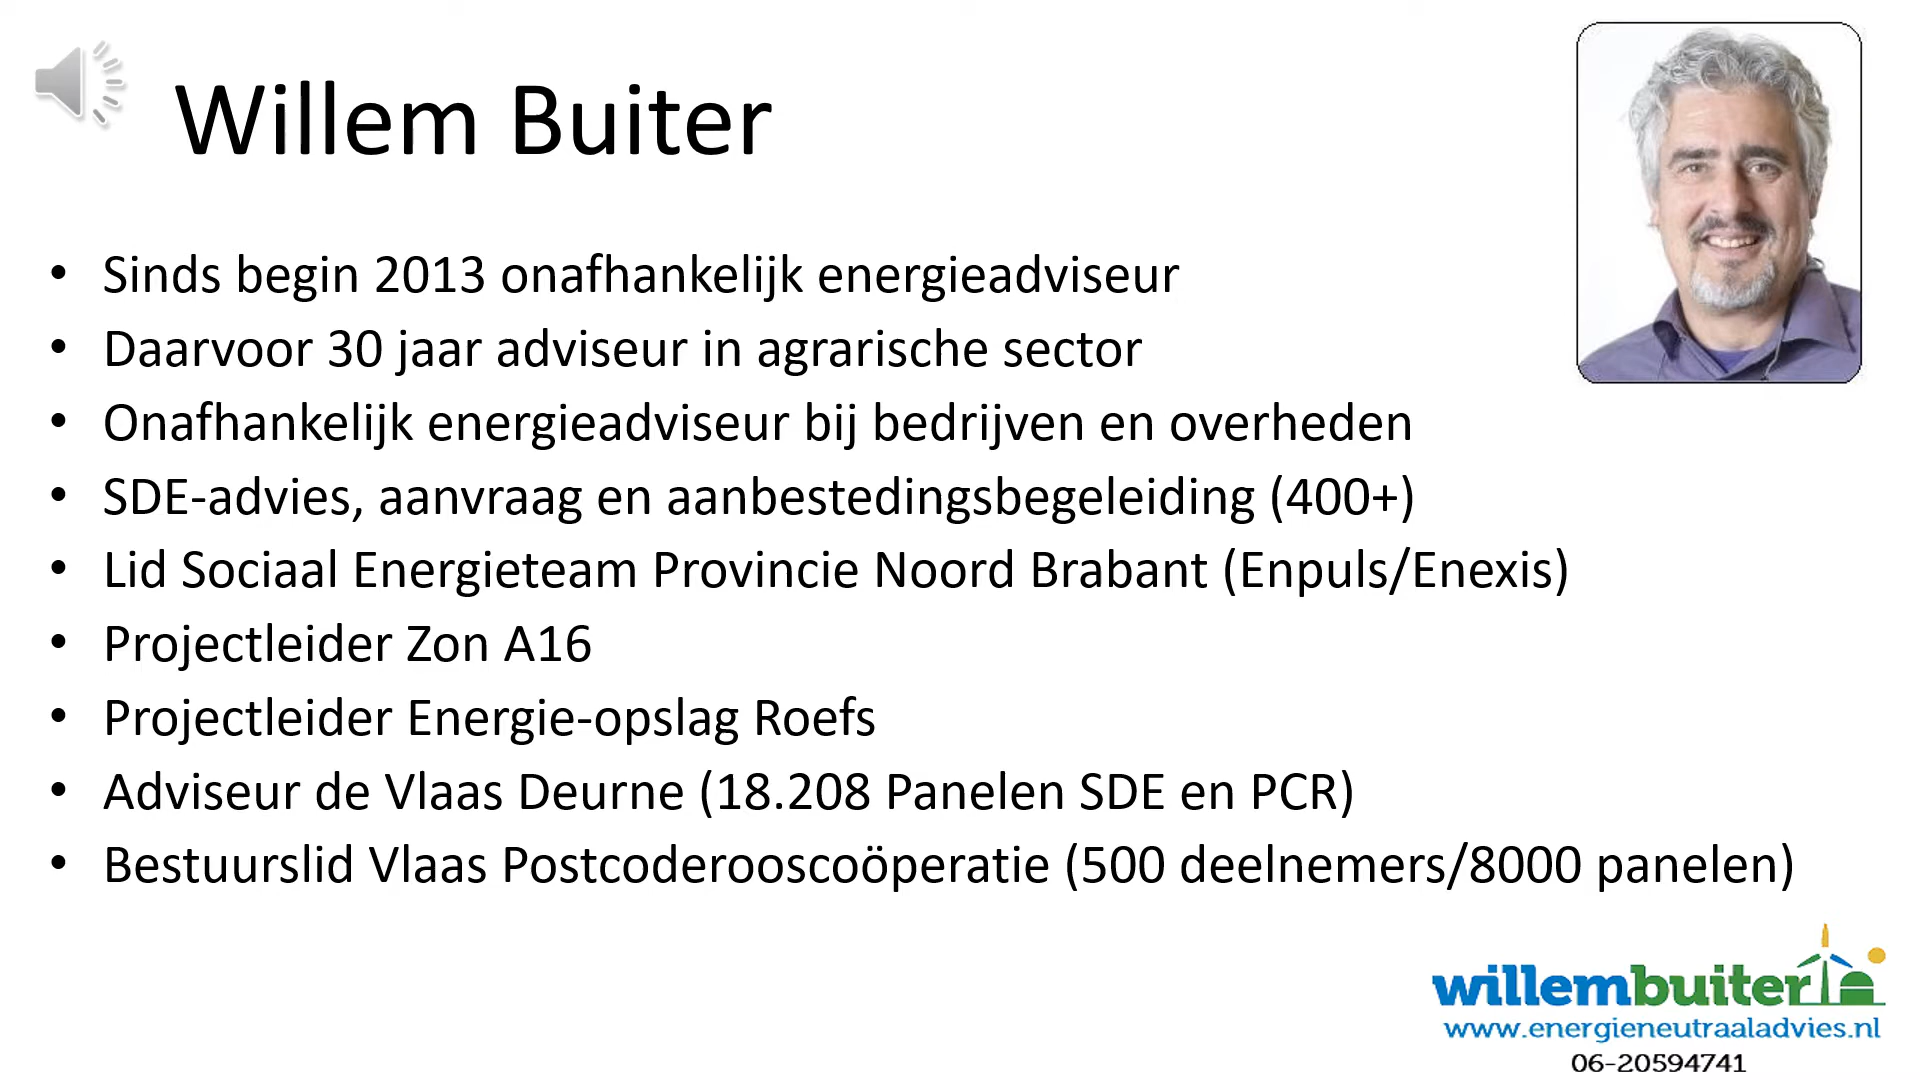 Willem Buiter
• Sinds begin 2013 onafhankelijk energieadviseur
• Daarvoor 30 jaar adviseur in agrarische sector
• Onafhankelijk energieadviseur bij bedrijven en overheden
• SDE-advies, aanvraag en aanbestedingsbegeleiding (400+)
• Lid Sociaal Energieteam Provincie Noord Brabant (Enpuls/Enexis)
• Projectleider Zon A16
• Projectleider Energie-opslag Roefs
• Adviseur de Vlaas Deurne (18.208 Panelen SDE en PCR)
• Bestuurslid Vlaas Postcoderooscoöperatie (500 deelnemers/8000 panelen)
willembuiter
www.energieneutraaladvies.nl
06-20594741